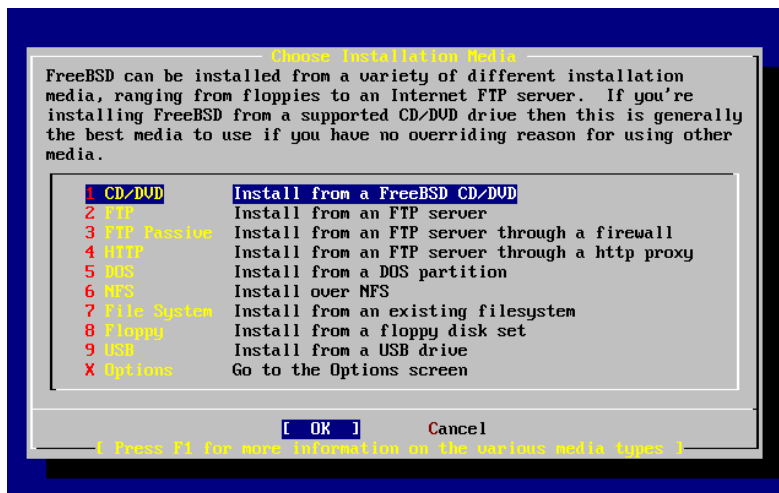 Choose Installation Media
FreeBSD can be installed from a variety of different installation
media, ranging from floppies to an Internet FTP server.  If you're
installing FreeBSD from a supported CD/DVD drive then this is generally
the best media to use if you have no overriding reason for using other
media.
1 CD/DVD Install from a FreeBSD CD/DVD
2 FTP Install from an FTP server
3 FTP Passive Install from an FTP server through a firewall
4 HTTP Install from an FTP server through a http proxy
5 DOS Install from a DOS partition
6 NFS Install over NFS
7 File System Install from an existing filesystem
8 Floppy Install from a floppy disk set
9 USB Install from a USB drive
X Options Go to the Options screen
[ OK ] Cancel
[ Press F1 for more information on the various media types ]